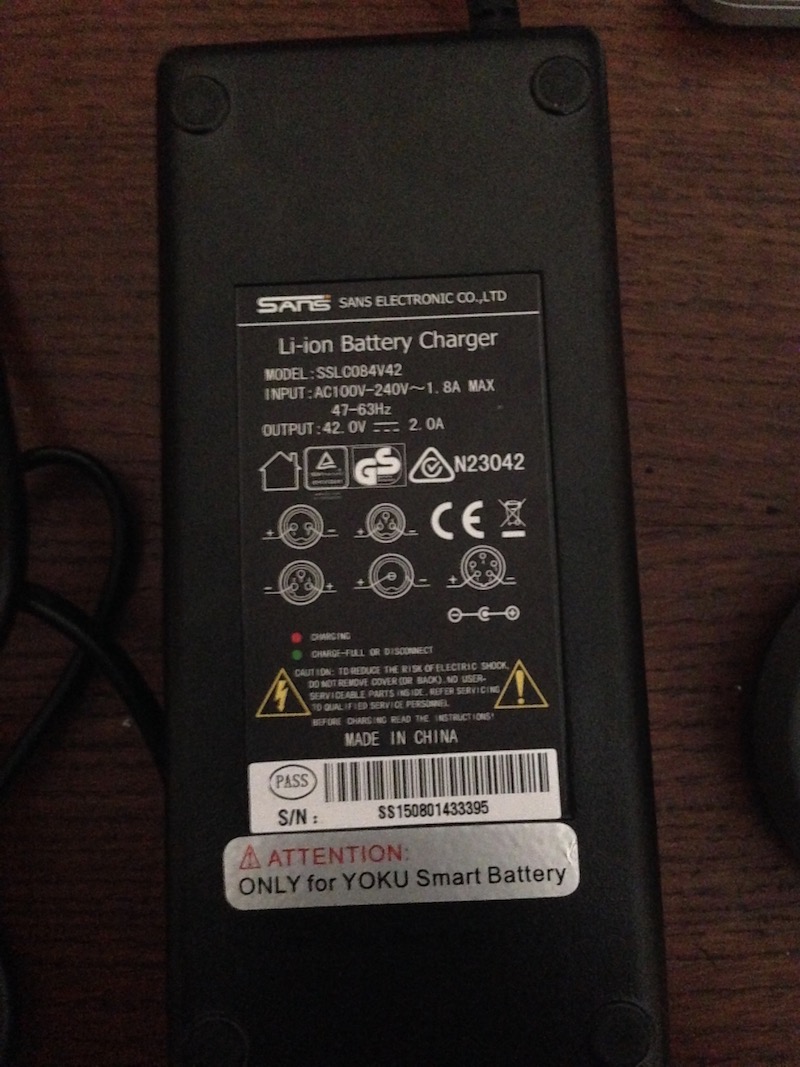 SANS SANS ELECTRONIC CO.,LTD
Li-ion Battery Charger
MODEL:SSLC084V42
INPUT:AC100V-240V~1.8A MAX
47-63Hz
OUTPUT:42.0V ⎓ 2.0A
GS N23042
+ - + - CE
- + + - + -
- C +
CHARGING
CHARGE-FULL OR DISCONNECT
CAUTION: TO REDUCE THE RISK OF ELECTRIC SHOCK,
DO NOT REMOVE COVER (OR BACK). NO USER-
SERVICEABLE PARTS INSIDE. REFER SERVICING
TO QUALIFIED SERVICE PERSONNEL
BEFORE CHARGING READ THE INSTRUCTIONS!
MADE IN CHINA
PASS
S/N: SS150801433395
ATTENTION:
ONLY for YOKU Smart Battery